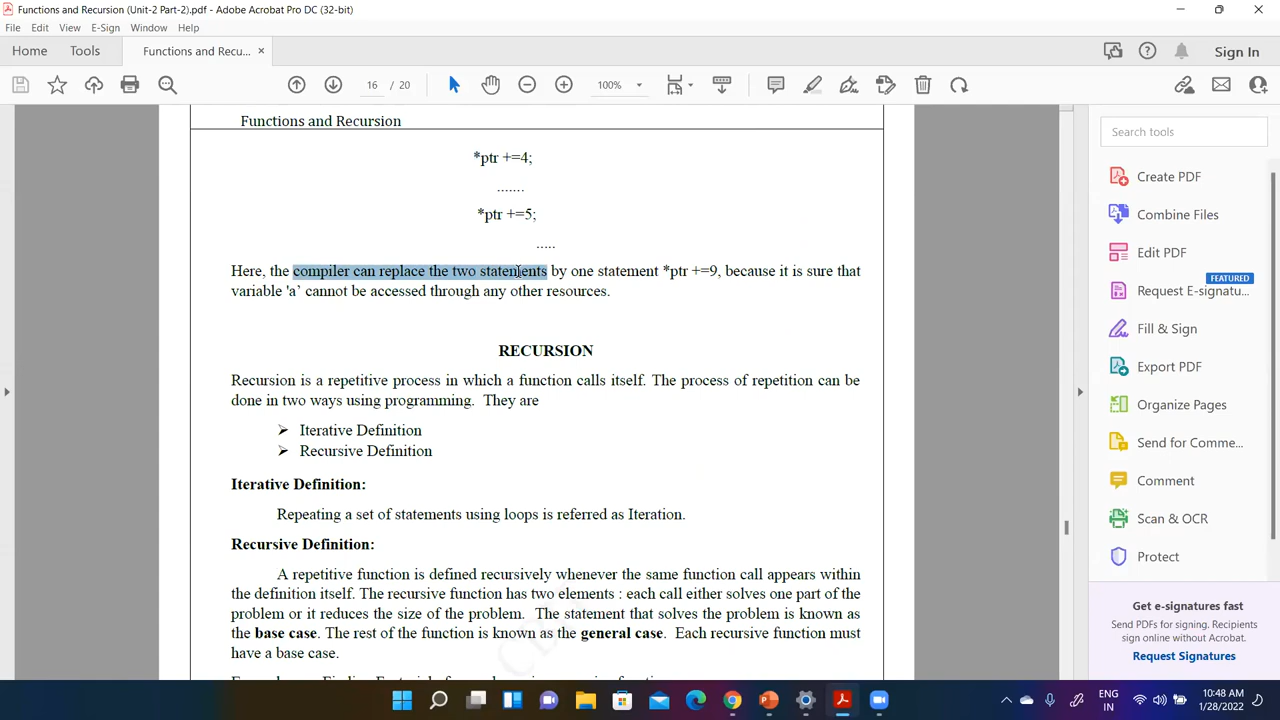 Functions and Recursion (Unit-2 Part-2).pdf - Adobe Acrobat Pro DC (32-bit)
File Edit View E-Sign Window Help
Home Tools Functions and Recu... × Sign In
16 / 20 100%
Functions and Recursion
*ptr +=4;
.......
*ptr +=5;
.....
Here, the compiler can replace the two statements by one statement *ptr +=9, because it is sure that
variable 'a’ cannot be accessed through any other resources.
RECURSION
Recursion is a repetitive process in which a function calls itself. The process of repetition can be
done in two ways using programming. They are
➢ Iterative Definition
➢ Recursive Definition
Iterative Definition:
Repeating a set of statements using loops is referred as Iteration.
Recursive Definition:
A repetitive function is defined recursively whenever the same function call appears within
the definition itself. The recursive function has two elements : each call either solves one part of the
problem or it reduces the size of the problem. The statement that solves the problem is known as
the base case. The rest of the function is known as the general case. Each recursive function must
have a base case.
Search tools
Create PDF
Combine Files
Edit PDF
FEATURED
Request E-signatu...
Fill & Sign
Export PDF
Organize Pages
Send for Comme...
Comment
Scan & OCR
Protect
Get e-signatures fast
Send PDFs for signing. Recipients
sign online without Acrobat.
Request Signatures
ENG
IN
10:48 AM
1/28/2022